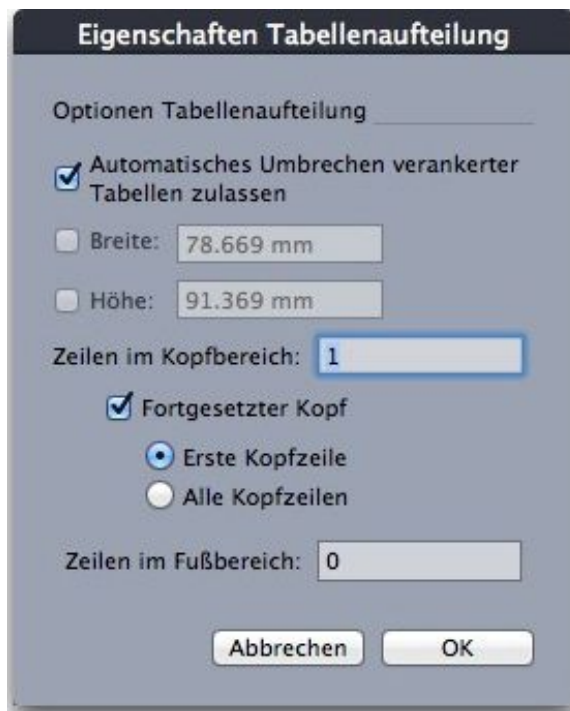 Eigenschaften Tabellenaufteilung
Optionen Tabellenaufteilung
Automatisches Umbrechen verankerter
Tabellen zulassen
Breite: 78.669 mm
Höhe: 91.369 mm
Zeilen im Kopfbereich: 1
Fortgesetzter Kopf
Erste Kopfzeile
Alle Kopfzeilen
Zeilen im Fußbereich: 0
Abbrechen OK